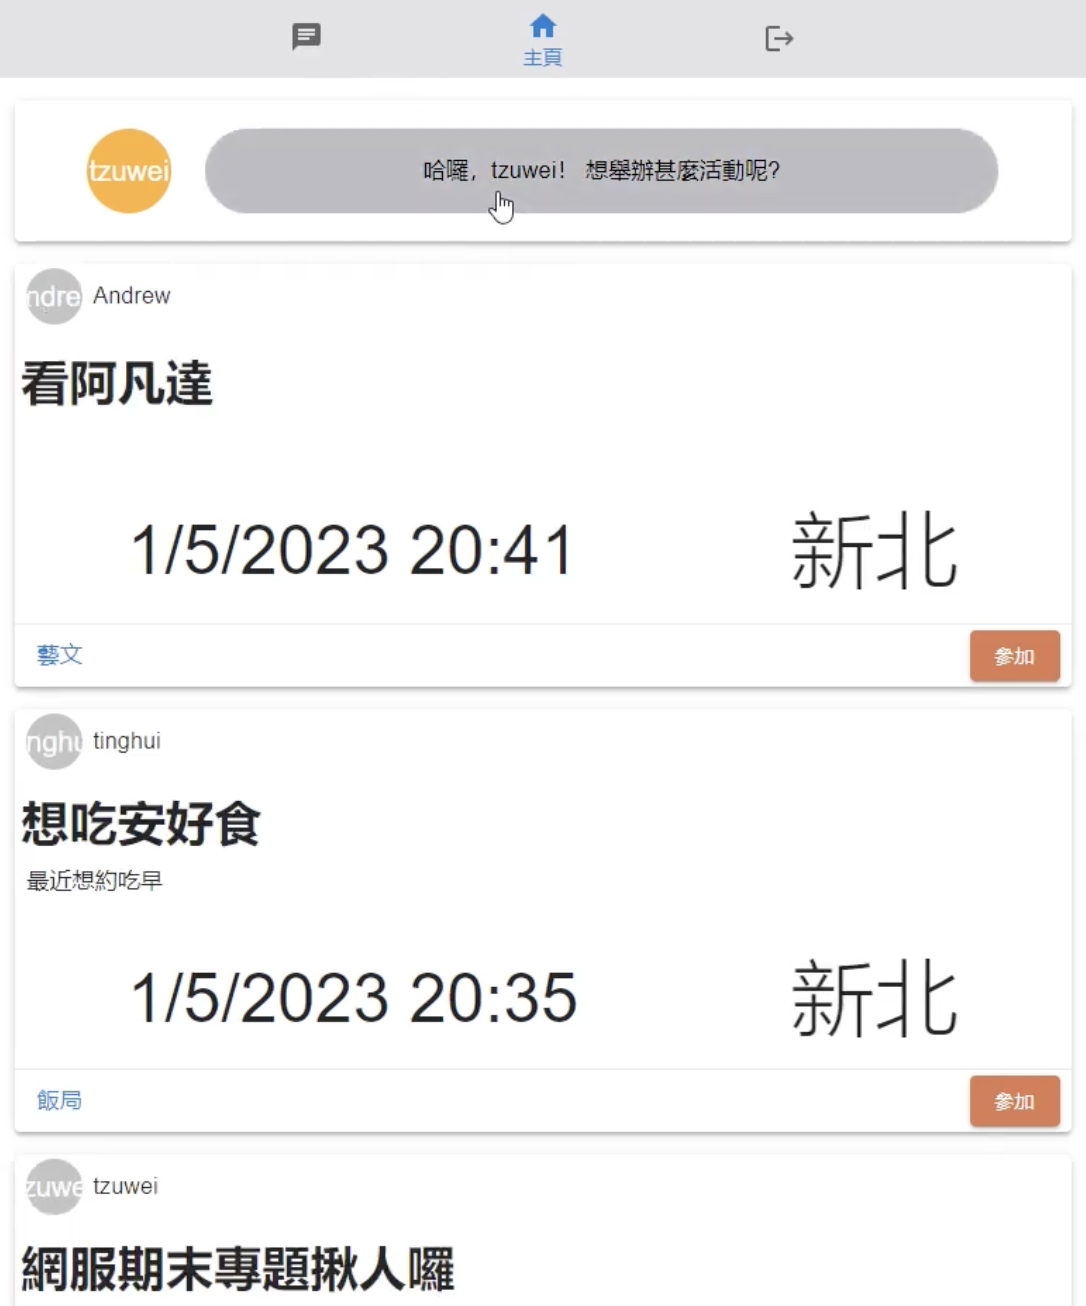 主頁
tzuwei
哈囉，tzuwei！ 想舉辦甚麼活動呢?
ndre
Andrew
看阿凡達
1/5/2023 20:41
新北
藝文
參加
nghu
tinghui
想吃安好食
最近想約吃早
1/5/2023 20:35
新北
飯局
參加
zuwe
tzuwei
網服期末專題揪人囉